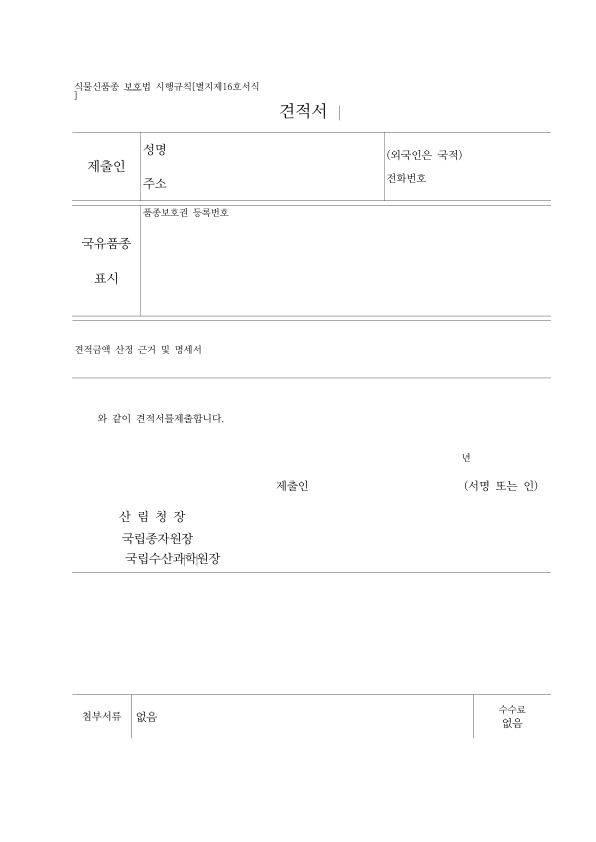 식물신품종 보호법 시행규칙[별지제16호서식
]
견적서
제출인
성명
(외국인은 국적)
주소
전화번호
국유품종
표시
품종보호권 등록번호
견적금액 산정 근거 및 명세서
와 같이 견적서를제출합니다.
년
제출인 (서명 또는 인)
산 림 청 장
국립종자원장
국립수산과학원장
첨부서류
없음
수수료
없음